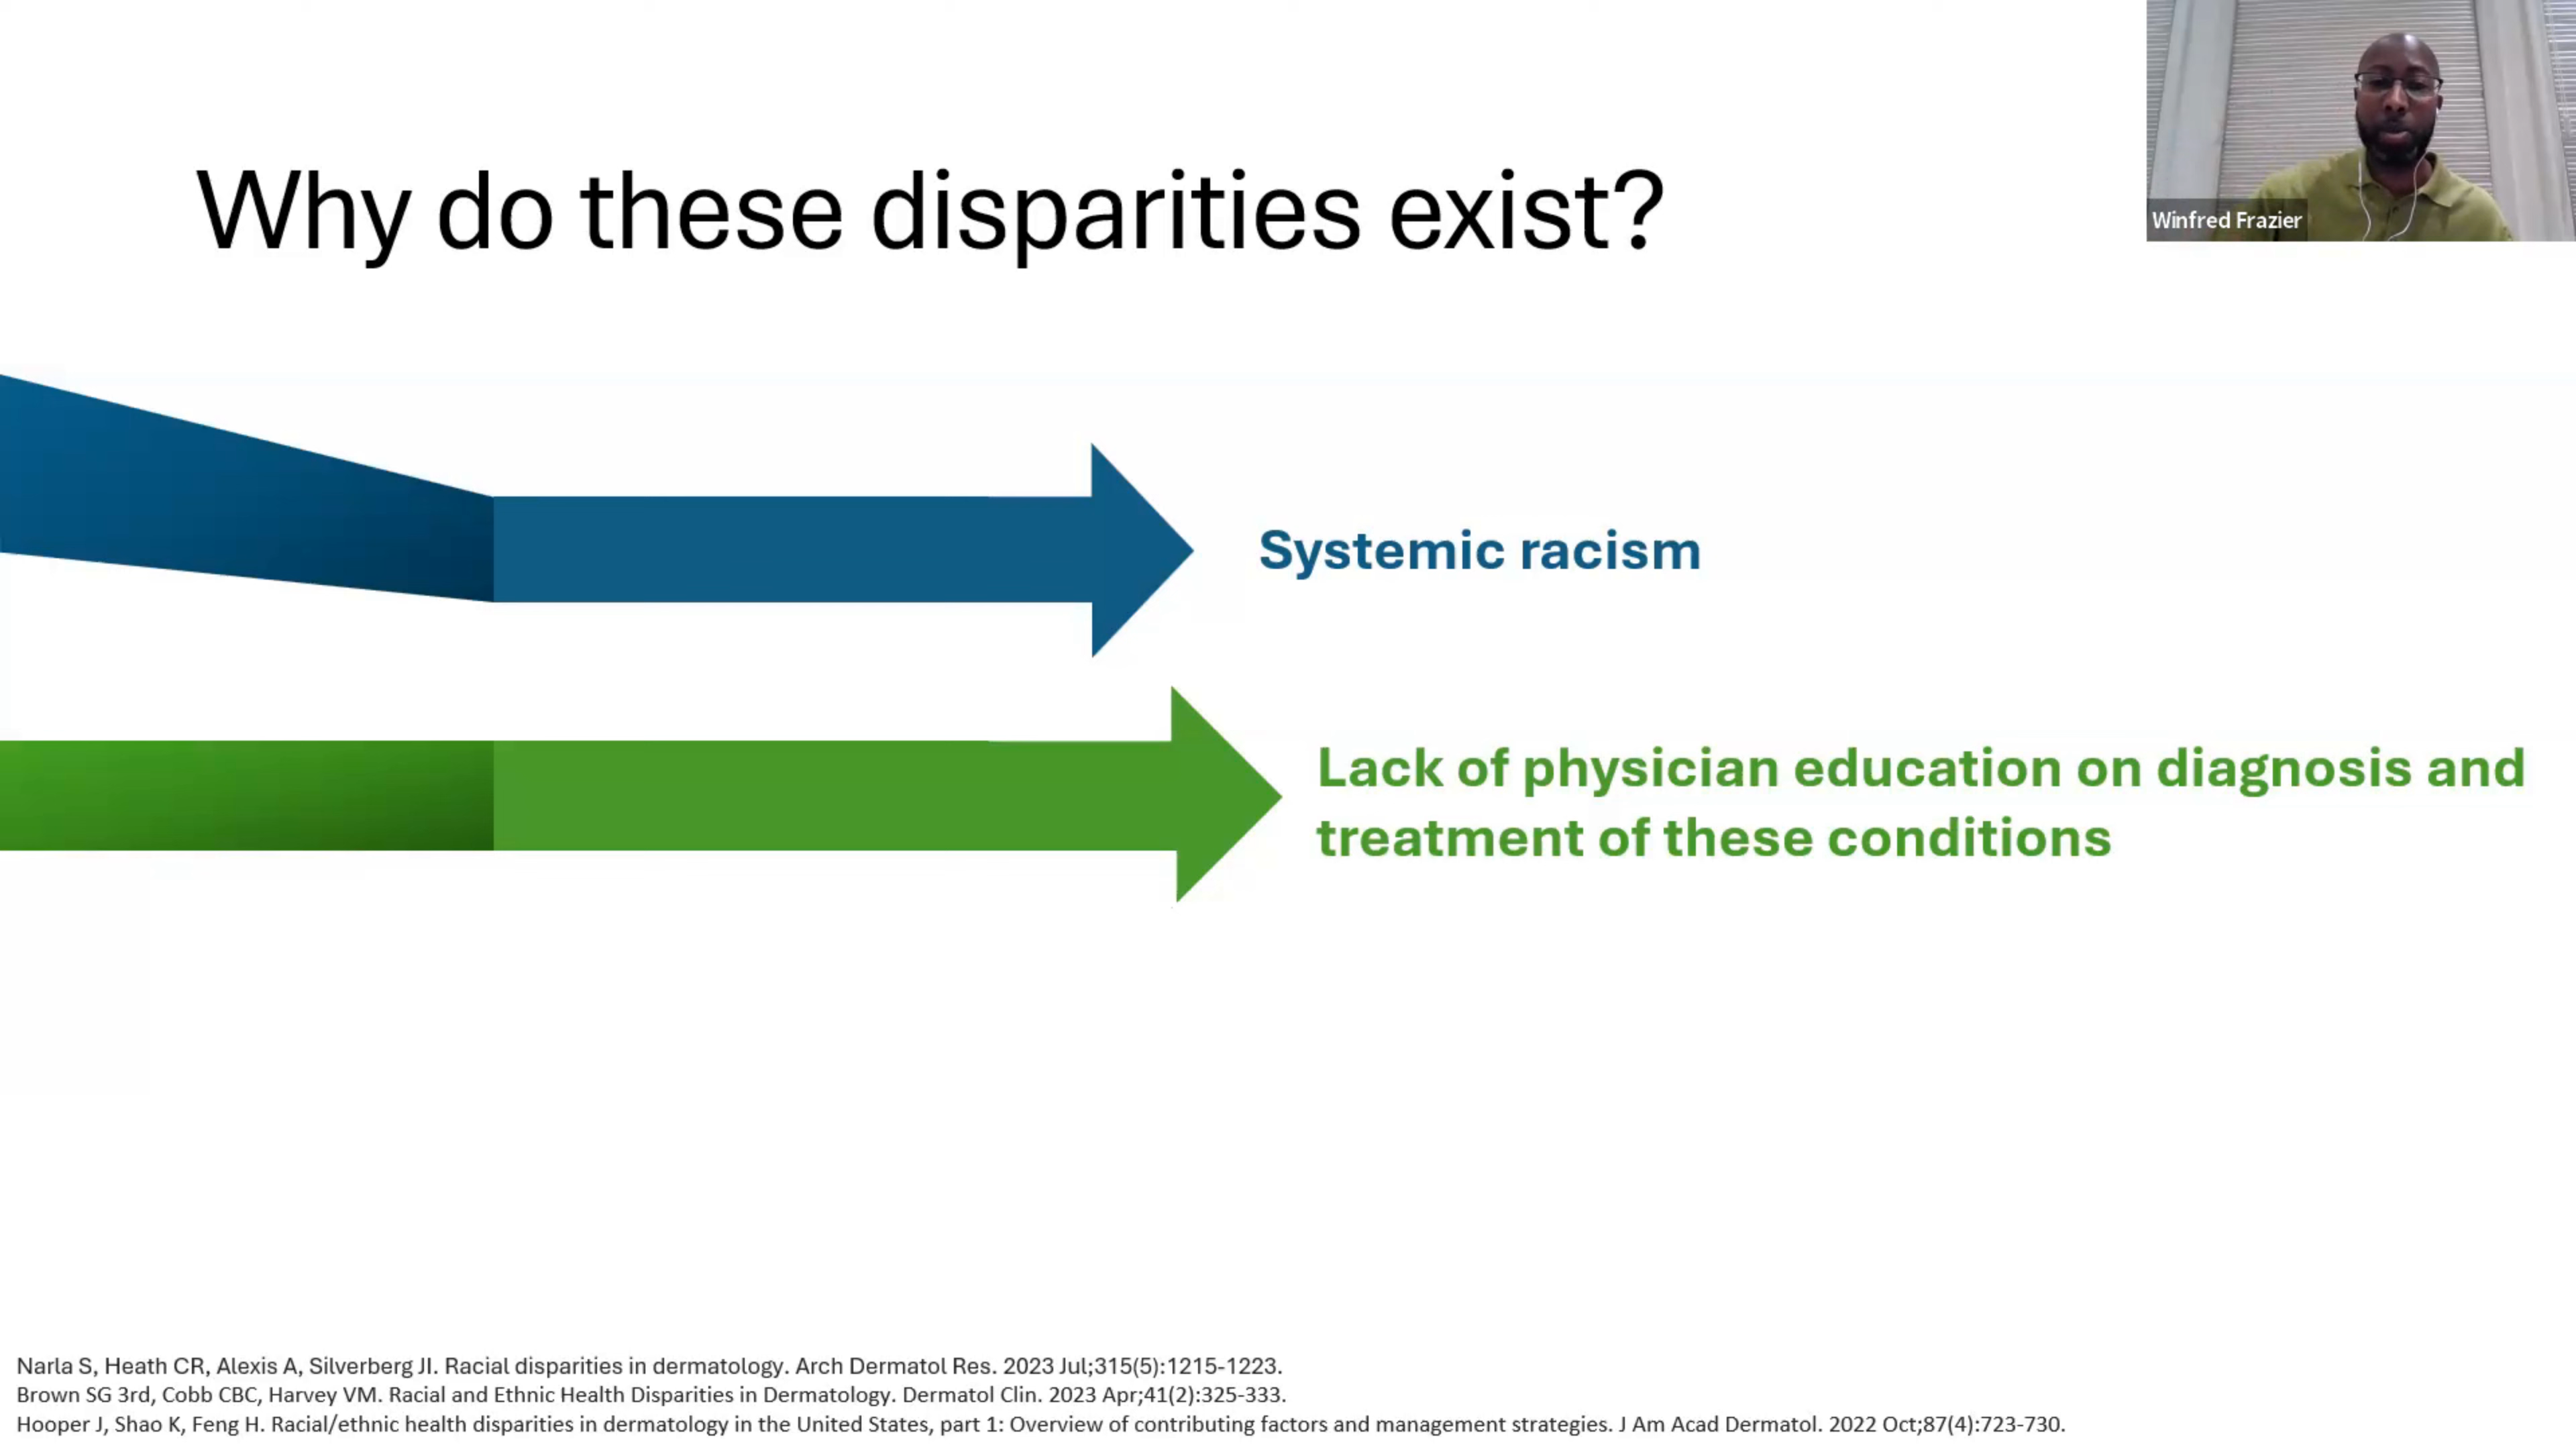 Why do these disparities exist?
Winfred Frazier
Systemic racism
Lack of physician education on diagnosis and
treatment of these conditions
Narla S, Heath CR, Alexis A, Silverberg JI. Racial disparities in dermatology. Arch Dermatol Res. 2023 Jul;315(5):1215-1223.
Brown SG 3rd, Cobb CBC, Harvey VM. Racial and Ethnic Health Disparities in Dermatology. Dermatol Clin. 2023 Apr;41(2):325-333.
Hooper J, Shao K, Feng H. Racial/ethnic health disparities in dermatology in the United States, part 1: Overview of contributing factors and management strategies. J Am Acad Dermatol. 2022 Oct;87(4):723-730.